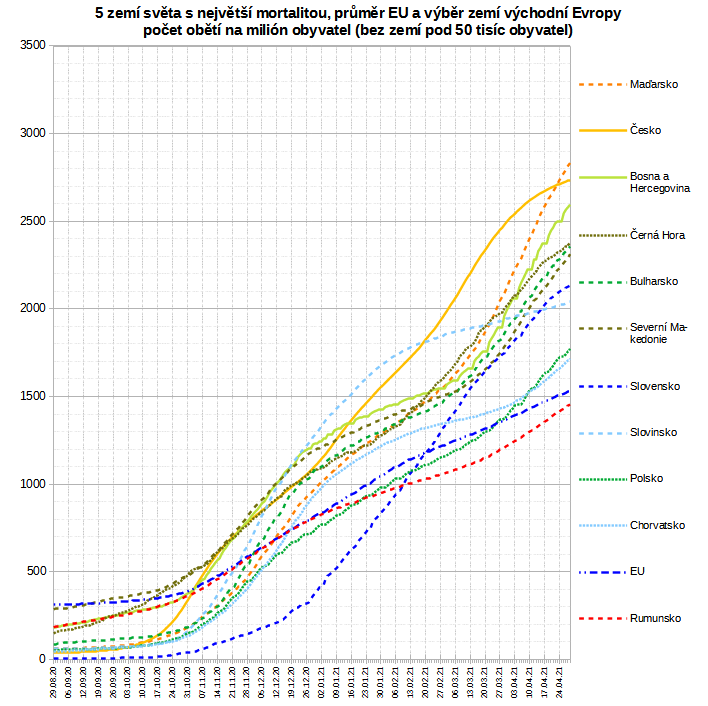 5 zemí světa s největší mortalitou, průměr EU a výběr zemí východní Evropy
počet obětí na milión obyvatel (bez zemí pod 50 tisíc obyvatel)
3500
3000
2500
2000
1500
1000
500
0
Maďarsko
Česko
Bosna a
Hercegovina
Černá Hora
Bulharsko
Severní Ma-
kedonie
Slovensko
Slovinsko
Polsko
Chorvatsko
EU
Rumunsko
29.08.20
05.09.20
12.09.20
19.09.20
26.09.20
03.10.20
10.10.20
17.10.20
24.10.20
31.10.20
07.11.20
14.11.20
21.11.20
28.11.20
05.12.20
12.12.20
19.12.20
26.12.20
02.01.21
09.01.21
16.01.21
23.01.21
30.01.21
06.02.21
13.02.21
20.02.21
27.02.21
06.03.21
13.03.21
20.03.21
27.03.21
03.04.21
10.04.21
17.04.21
24.04.21